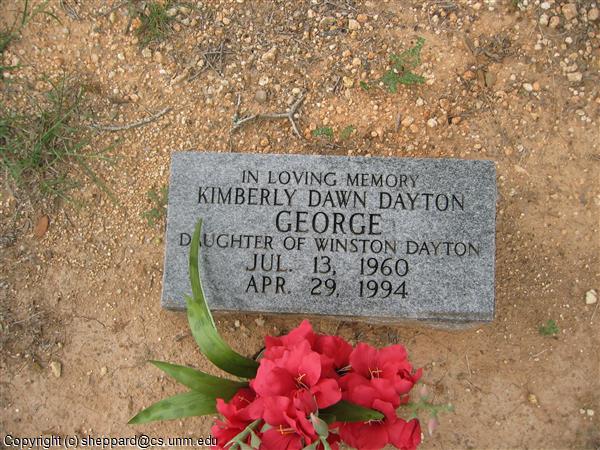 IN LOVING MEMORY
KIMBERLY DAWN DAYTON
GEORGE
DAUGHTER OF WINSTON DAYTON
JUL. 13, 1960
APR. 29, 1994
Copyright (c) sheppard@cs.unm.edu